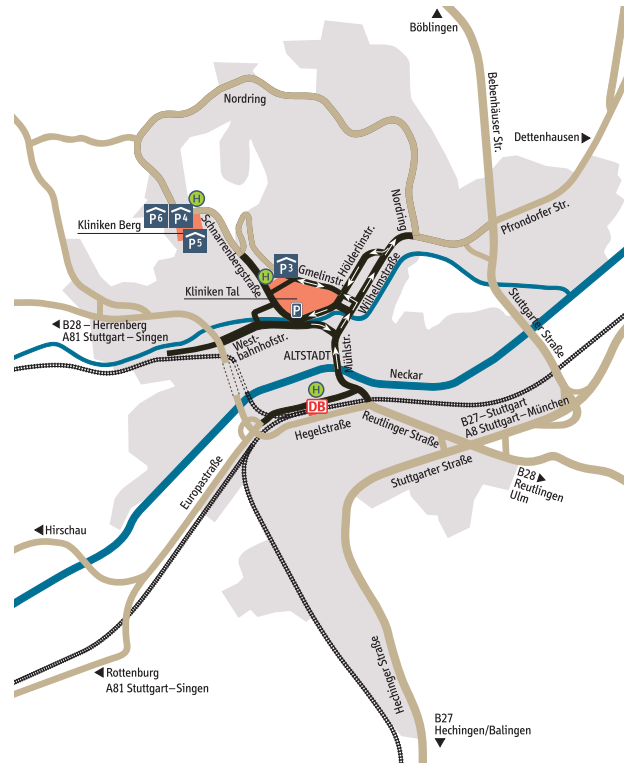 Böblingen
Bebenhäuser Str.
Nordring
Dettenhausen
H
P6
P4
Kliniken Berg
P5
Schnarrenbergstraße
Nordring
Pfrondorfer Str.
H
P3
Gmelinstr.
Hölderlinstr.
Wilhelmstraße
Kliniken Tal
P
Stuttgarter Straße
B28–Herrenberg
A81 Stuttgart–Singen
West-
bahnhofstr.
ALTSTADT
Mühlstr.
Neckar
H
DB
Hegelstraße
Reutlinger Straße
B27–Stuttgart
A8 Stuttgart–München
Stuttgarter Straße
B28
Reutlingen
Ulm
Europastraße
Hirschau
Rottenburg
A81 Stuttgart–Singen
Hechinger Straße
B27
Hechingen/Balingen